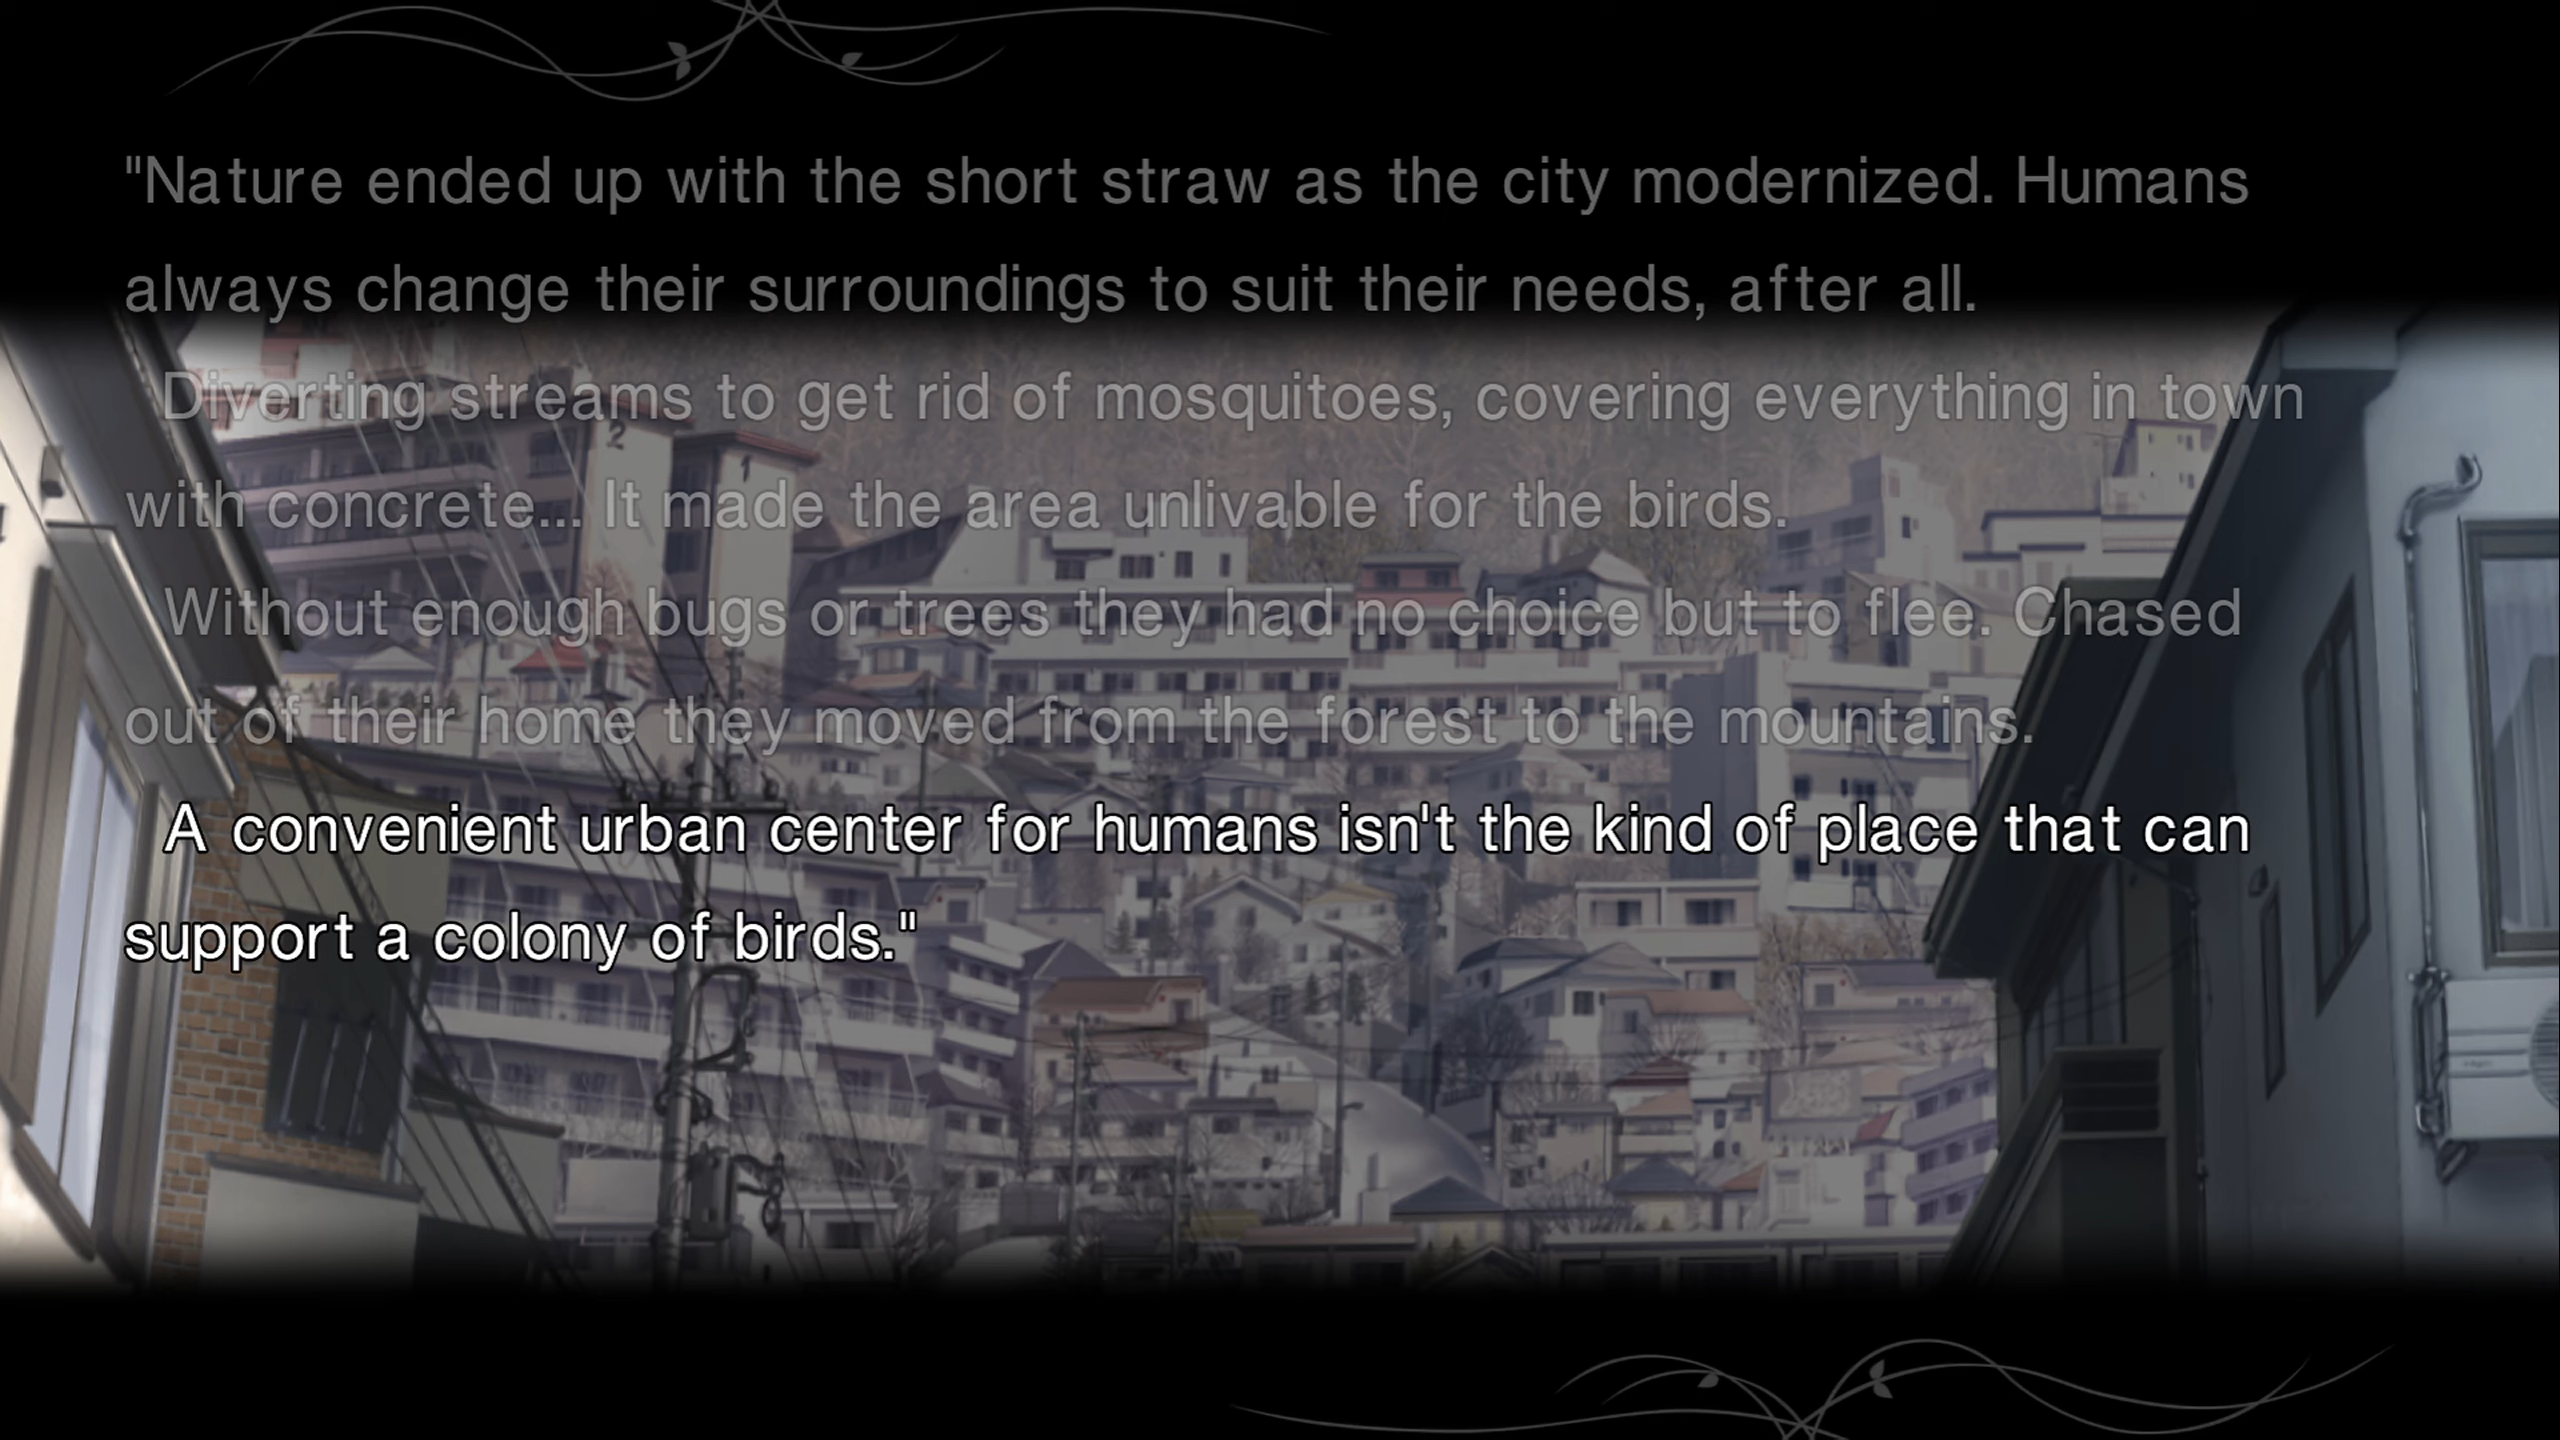 "Nature ended up with the short straw as the city modernized. Humans
always change their surroundings to suit their needs, after all.
Diverting streams to get rid of mosquitoes, covering everything in town
with concrete... It made the area unlivable for the birds.
Without enough bugs or trees they had no choice but to flee. Chased
out of their home they moved from the forest to the mountains.
A convenient urban center for humans isn't the kind of place that can
support a colony of birds."
2
1